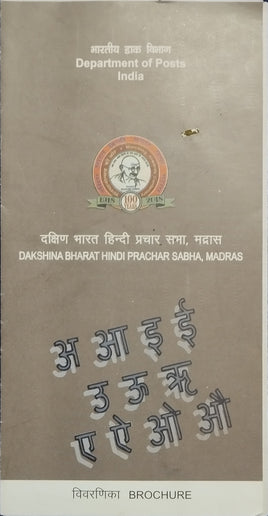 भारतीय डाक विभाग
Department of Posts
India
1918 100 2018
दक्षिण भारत हिन्दी प्रचार सभा, मद्रास
DAKSHINA BHARAT HINDI PRACHAR SABHA, MADRAS
अ आ इ ई
उ ऊ ऋ
ए ऐ ओ औ
विवरणिका BROCHURE